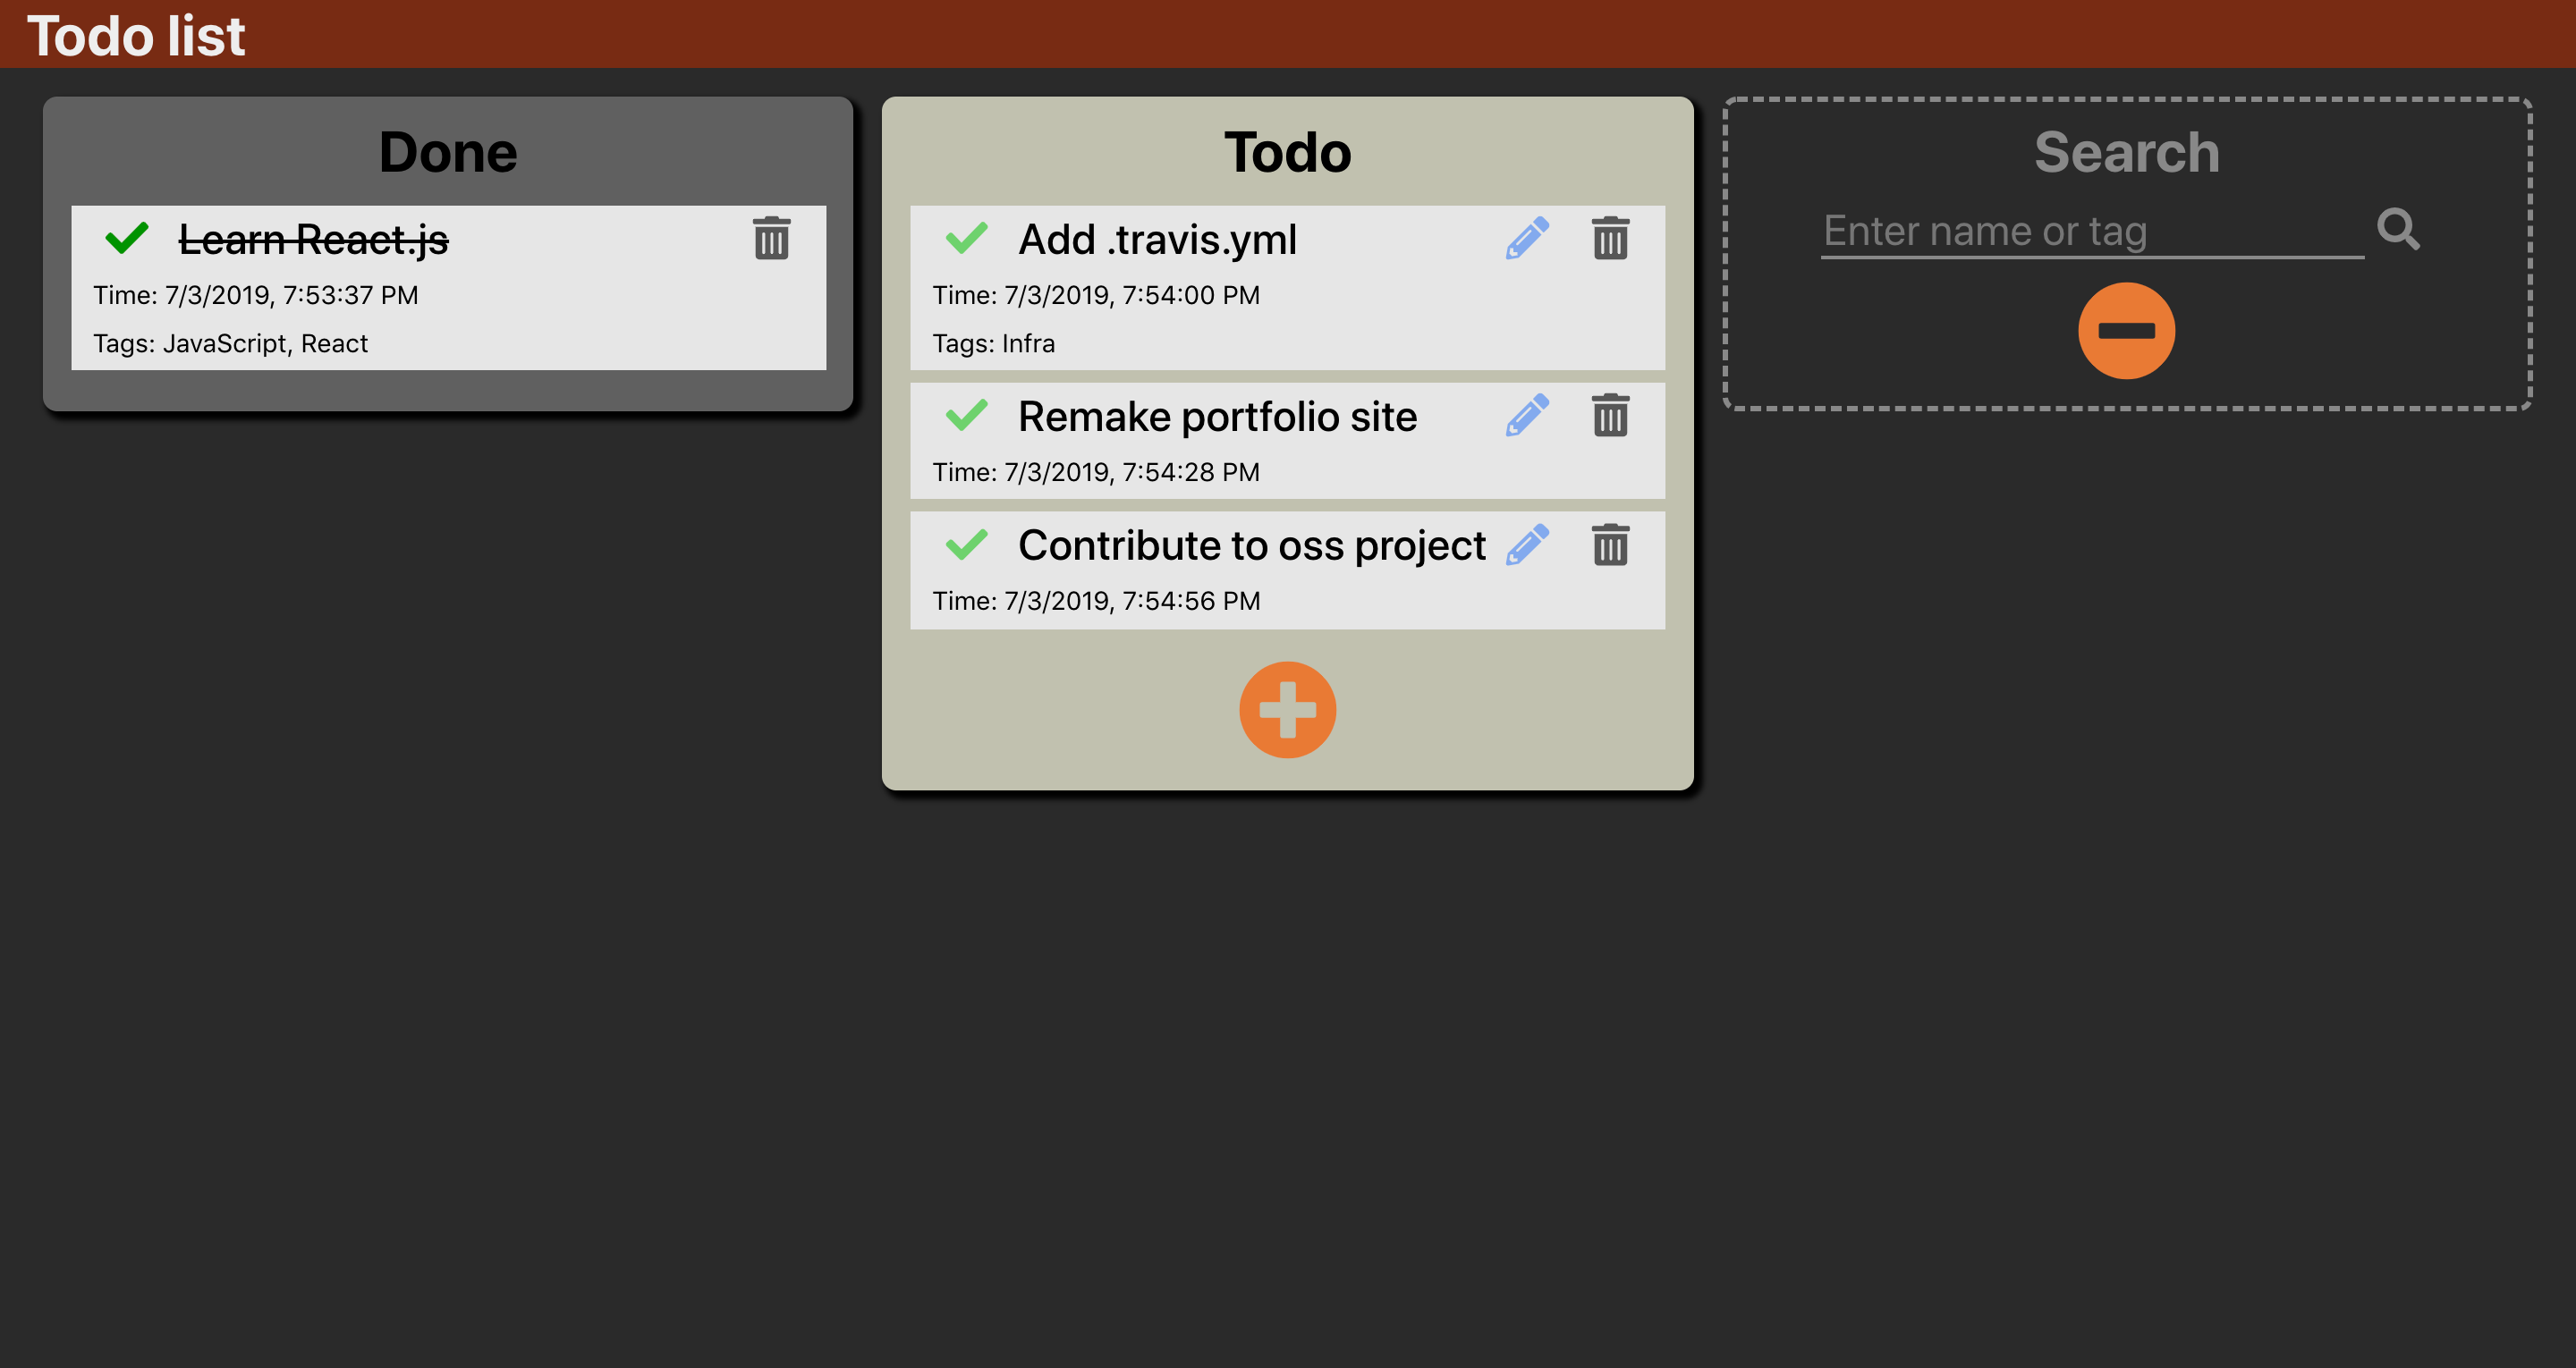 Todo list
Done
Learn React.js
Time: 7/3/2019, 7:53:37 PM
Tags: JavaScript, React
Todo
Add .travis.yml
Time: 7/3/2019, 7:54:00 PM
Tags: Infra
Remake portfolio site
Time: 7/3/2019, 7:54:28 PM
Contribute to oss project
Time: 7/3/2019, 7:54:56 PM
Search
Enter name or tag